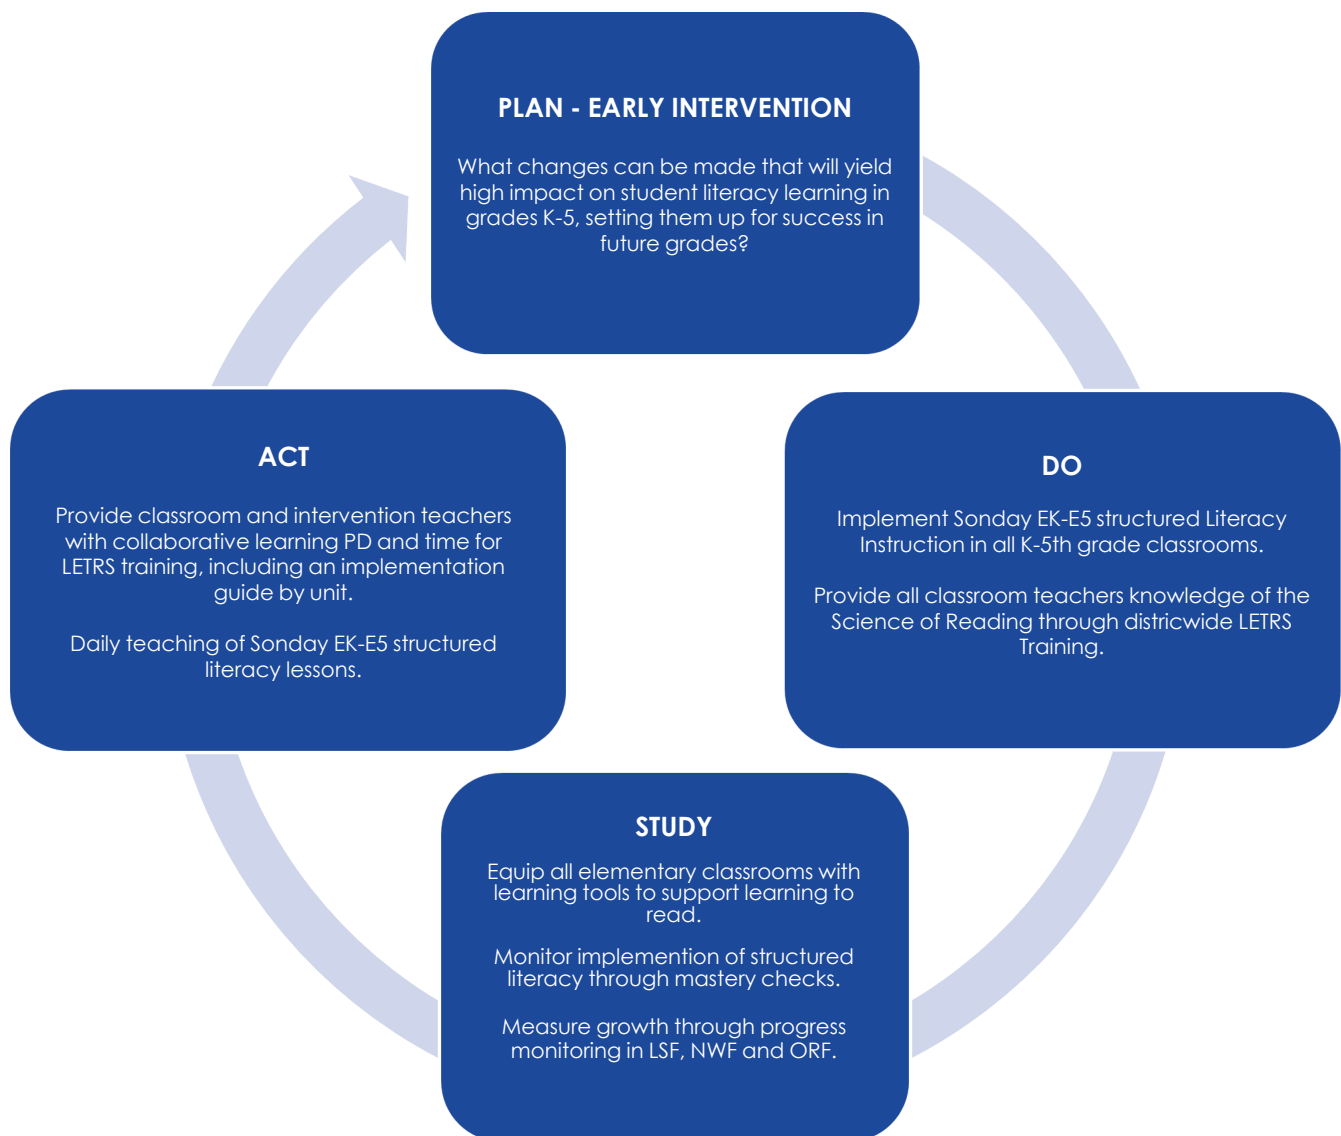 PLAN - EARLY INTERVENTION
What changes can be made that will yield
high impact on student literacy learning in
grades K-5, setting them up for success in
future grades?
DO
Implement Sonday EK-E5 structured Literacy
Instruction in all K-5th grade classrooms.
Provide all classroom teachers knowledge of the
Science of Reading through districwide LETRS
Training.
STUDY
Equip all elementary classrooms with
learning tools to support learning to
read.
Monitor implemention of structured
literacy through mastery checks.
Measure growth through progress
monitoring in LSF, NWF and ORF.
ACT
Provide classroom and intervention teachers
with collaborative learning PD and time for
LETRS training, including an implementation
guide by unit.
Daily teaching of Sonday EK-E5 structured
literacy lessons.